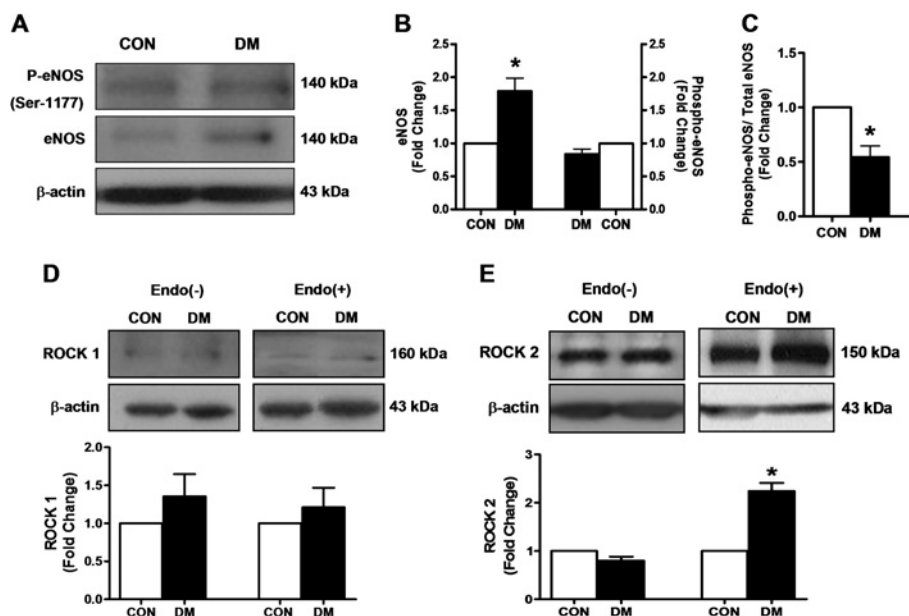 A
CON DM
P-eNOS
(Ser-1177)
140 kDa
eNOS
140 kDa
β-actin
43 kDa
B
eNOS
(Fold Change)
2.5
2.0
1.5
1.0
0.5
0.0
*
CON DM DM CON
2.5
2.0
1.5
1.0
0.5
0.0
Phospho-eNOS
(Fold Change)
C
Phospho-eNOS/ Total eNOS
(Fold Change)
1.5
1.0
0.5
0.0
*
CON DM
D
Endo(-) Endo(+)
CON DM CON DM
ROCK 1 160 kDa
β-actin 43 kDa
ROCK 1
(Fold Change)
2.0
1.5
1.0
0.5
0.0
CON DM CON DM
E
Endo(-) Endo(+)
CON DM CON DM
ROCK 2 150 kDa
β-actin 43 kDa
ROCK 2
(Fold Change)
3
2
1
0
*
CON DM CON DM